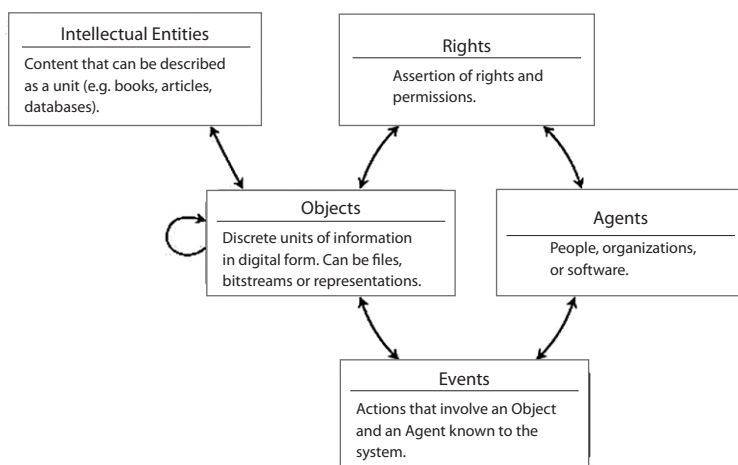 Intellectual Entities
Content that can be described
as a unit (e.g. books, articles,
databases).
Rights
Assertion of rights and
permissions.
Objects
Discrete units of information
in digital form. Can be files,
bitstreams or representations.
Agents
People, organizations,
or software.
Events
Actions that involve an Object
and an Agent known to the
system.